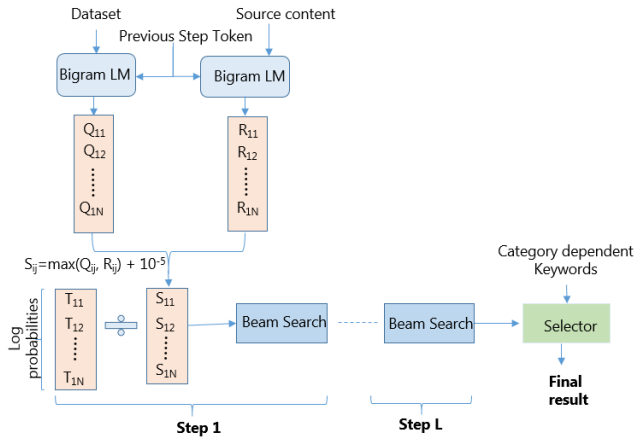 Dataset
Source content
Previous Step Token
Bigram LM
Bigram LM
Q11
Q12
Q1N
R11
R12
R1N
Sij=max(Qij, Rij) + 10-5
Category dependent
Keywords
Log
probabilities
T11
T12
T1N
÷
S11
S12
S1N
Beam Search
Beam Search
Selector
Final
result
Step 1
Step L